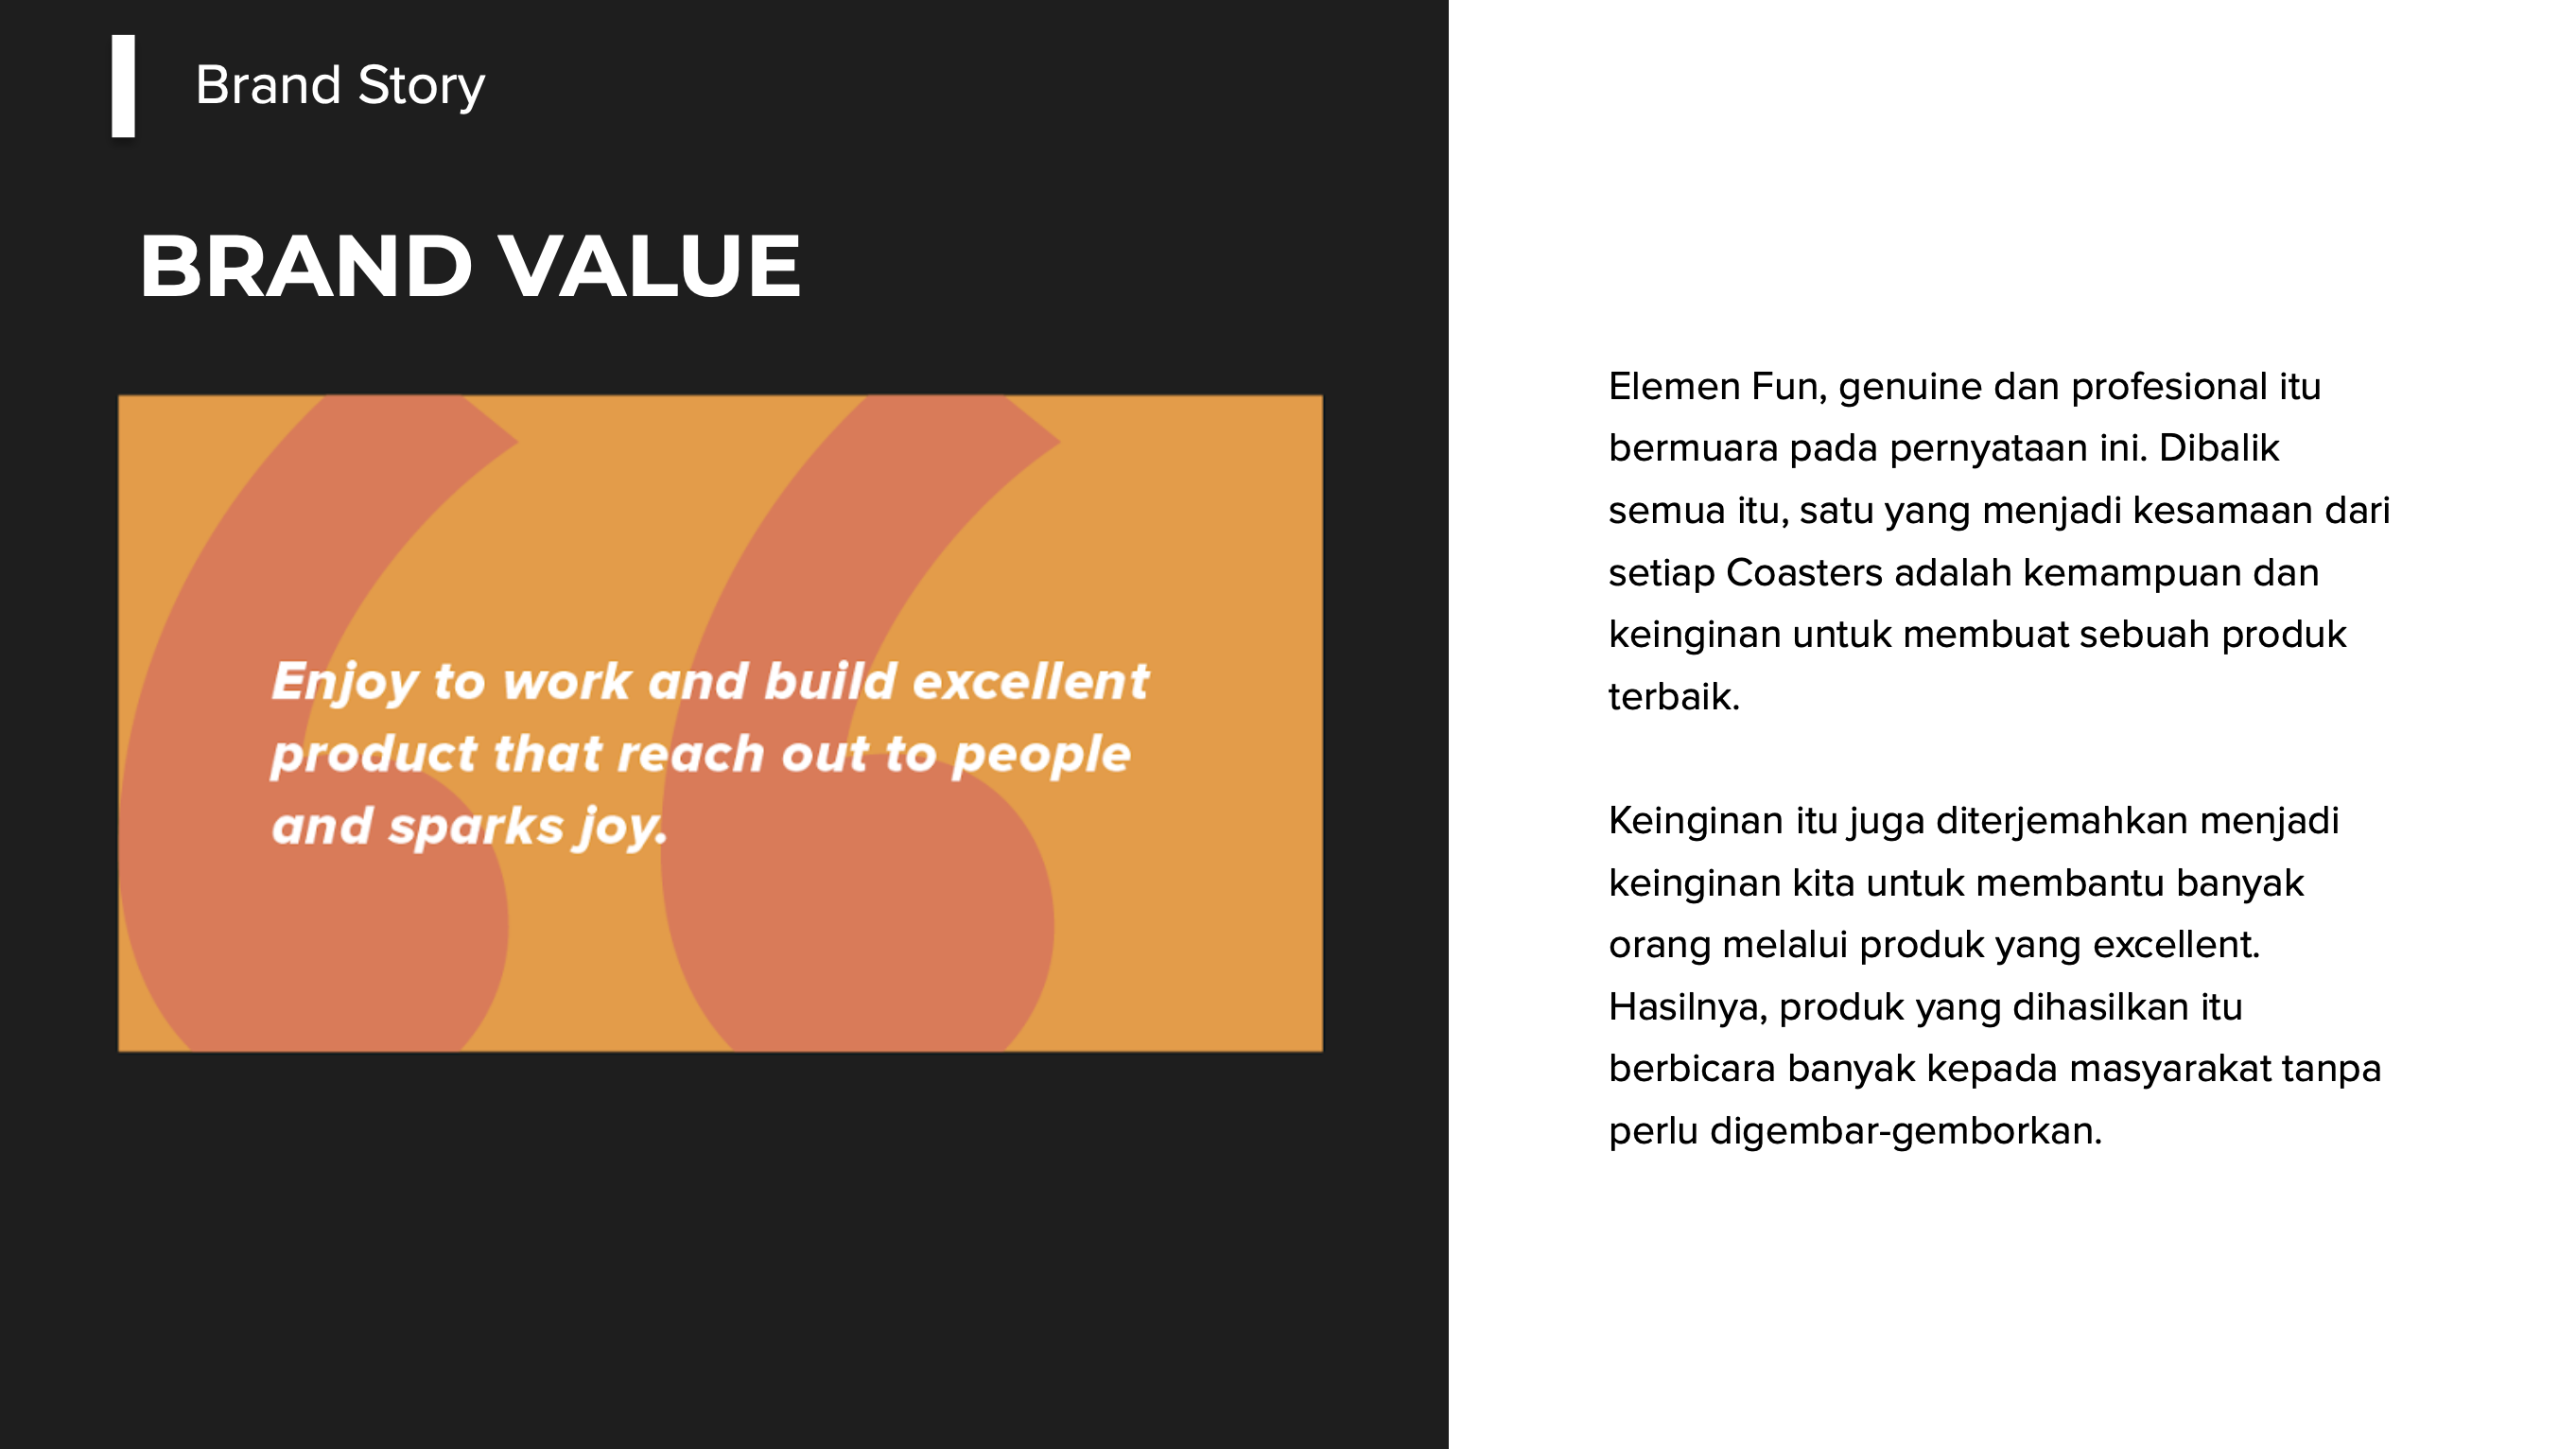 Brand Story
BRAND VALUE
Enjoy to work and build excellent
product that reach out to people
and sparks joy.
Elemen Fun, genuine dan profesional itu
bermuara pada pernyataan ini. Dibalik
semua itu, satu yang menjadi kesamaan dari
setiap Coasters adalah kemampuan dan
keinginan untuk membuat sebuah produk
terbaik.
Keinginan itu juga diterjemahkan menjadi
keinginan kita untuk membantu banyak
orang melalui produk yang excellent.
Hasilnya, produk yang dihasilkan itu
berbicara banyak kepada masyarakat tanpa
perlu digembar-gemborkan.